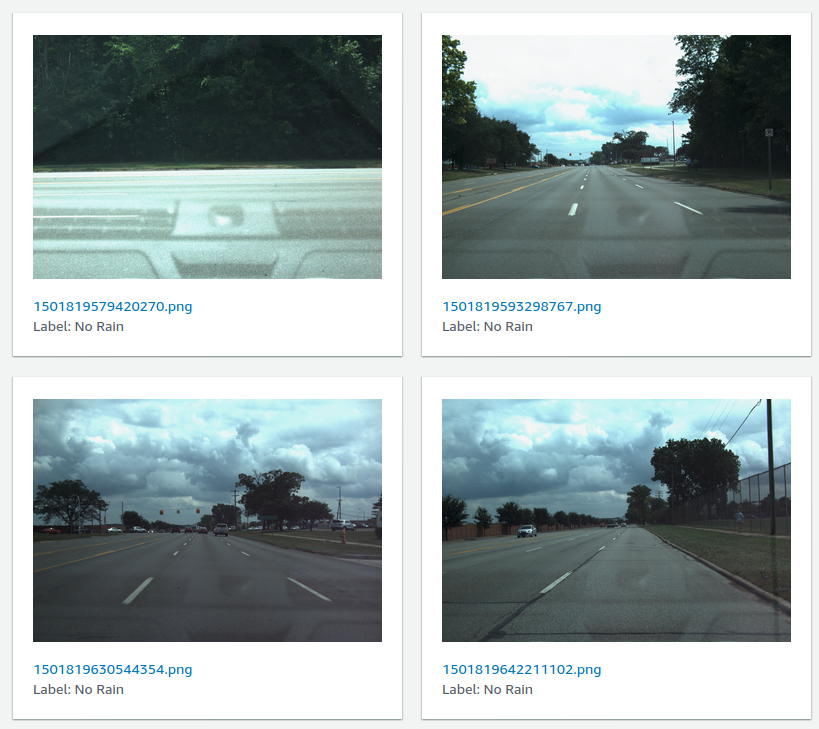 1501819579420270.png
Label: No Rain
1501819593298767.png
Label: No Rain
1501819630544354.png
Label: No Rain
1501819642211102.png
Label: No Rain